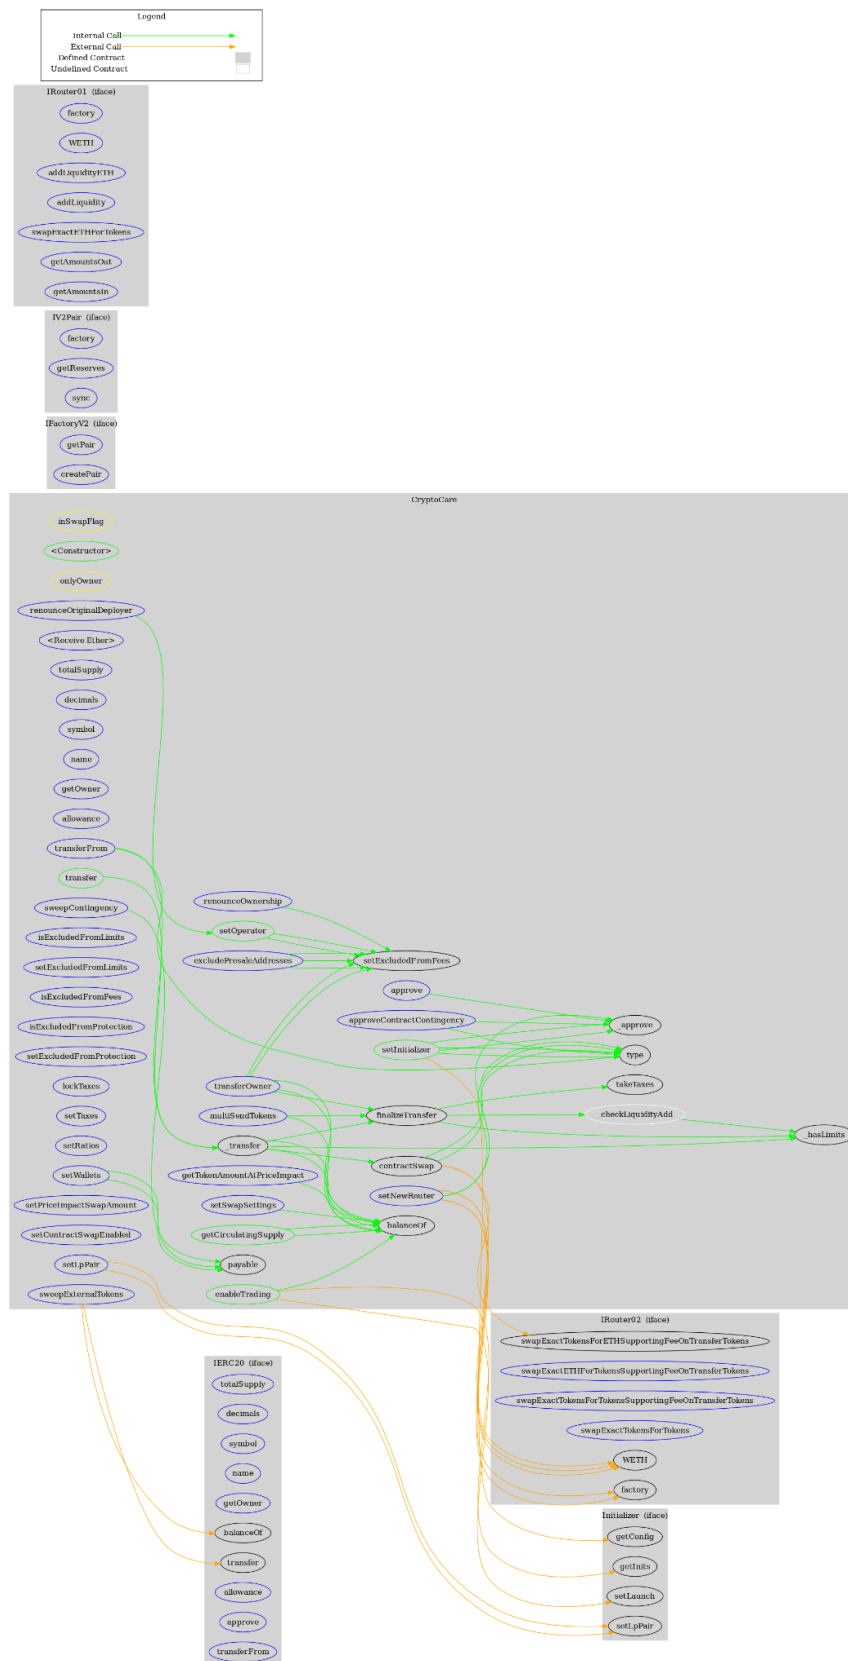 Legend
Internal Call
External Call
Defined Contract
Undefined Contract
IRouter01 (iface)
factory
WETH
addLiquidityETH
addLiquidity
swapExactETHForTokens
getAmountsOut
getAmountsIn
IV2Pair (iface)
factory
getReserves
sync
IFactoryV2 (iface)
getPair
createPair
CryptoCare
inSwapFlag
<Constructor>
onlyOwner
renounceOriginalDeployer
<Receive Ether>
totalSupply
decimals
symbol
name
getOwner
allowance
transferFrom
transfer
sweepContingency
isExcludedFromLimits
setExcludedFromLimits
isExcludedFromFees
isExcludedFromProtection
setExcludedFromProtection
lockTaxes
setTaxes
setRatios
setWallets
setPriceImpactSwapAmount
setContractSwapEnabled
setLpPair
sweepExternalTokens
renounceOwnership
setOperator
excludePresaleAddresses
transferOwner
multiSendTokens
_transfer
getTokenAmountAtPriceImpact
setSwapSettings
getCirculatingSupply
payable
enableTrading
setExcludedFromFees
approve
approveContractContingency
setInitializer
finalizeTransfer
contractSwap
setNewRouter
balanceOf
_approve
type
takeTaxes
checkLiquidityAdd
_hasLimits
IRouter02 (iface)
swapExactTokensForETHSupportingFeeOnTransferTokens
swapExactETHForTokensSupportingFeeOnTransferTokens
swapExactTokensForTokensSupportingFeeOnTransferTokens
swapExactTokensForTokens
WETH
factory
IERC20 (iface)
totalSupply
decimals
symbol
name
getOwner
balanceOf
transfer
allowance
approve
transferFrom
Initializer (iface)
getConfig
getInits
setLaunch
setLpPair